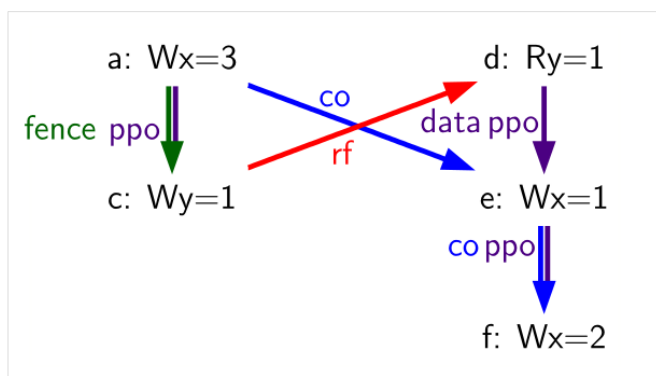 a: Wx=3
d: Ry=1
co
fence ppo
data ppo
rf
c: Wy=1
e: Wx=1
co ppo
f: Wx=2